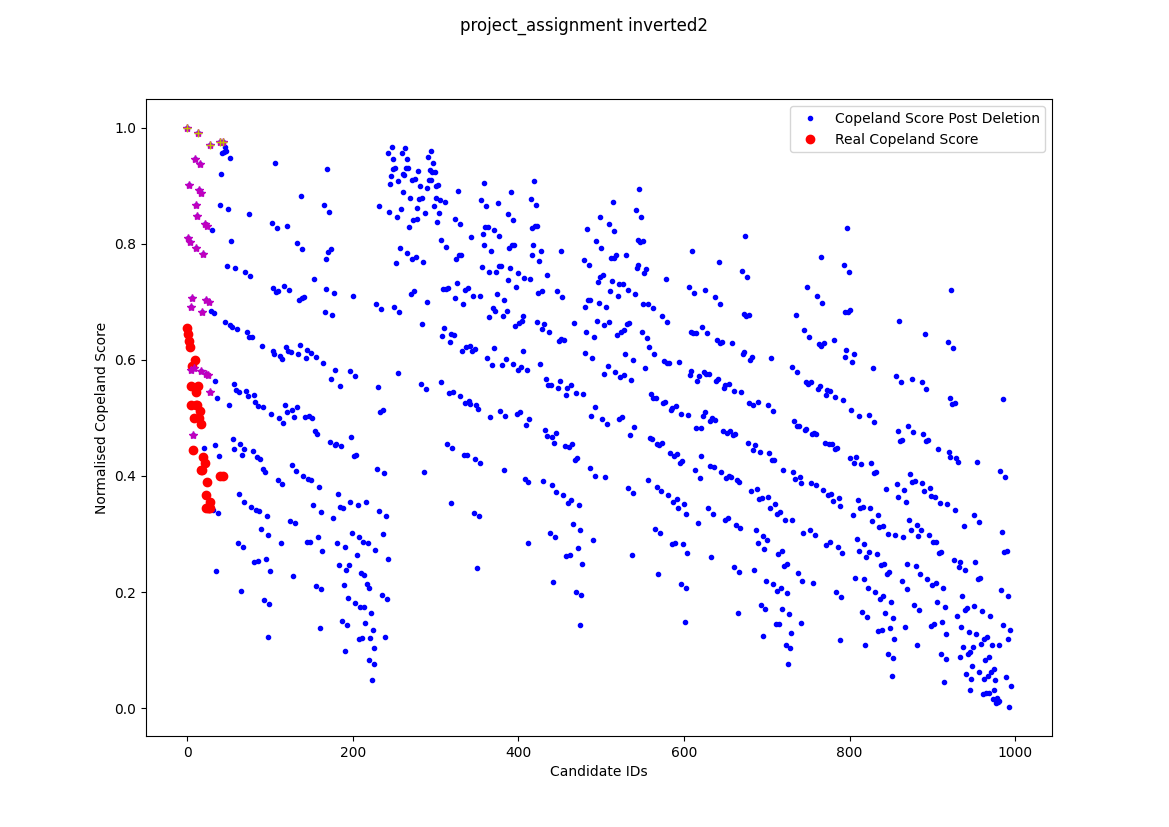 project_assignment inverted2
Copeland Score Post Deletion
Real Copeland Score
Normalised Copeland Score
1.0
0.8
0.6
0.4
0.2
0.0
0 200 400 600 800 1000
Candidate IDs